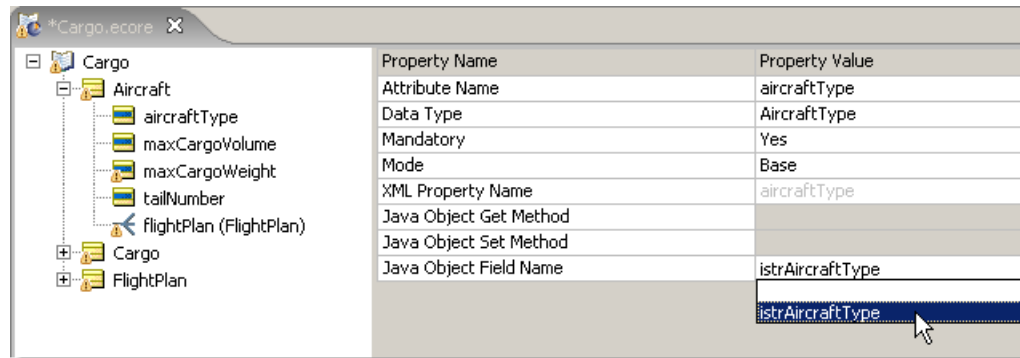 *Cargo.ecore
Cargo
Aircraft
aircraftType
maxCargoVolume
maxCargoWeight
tailNumber
flightPlan (FlightPlan)
Cargo
FlightPlan
Property Name Property Value
Attribute Name aircraftType
Data Type AircraftType
Mandatory Yes
Mode Base
XML Property Name aircraftType
Java Object Get Method
Java Object Set Method
Java Object Field Name istrAircraftType
istrAircraftType